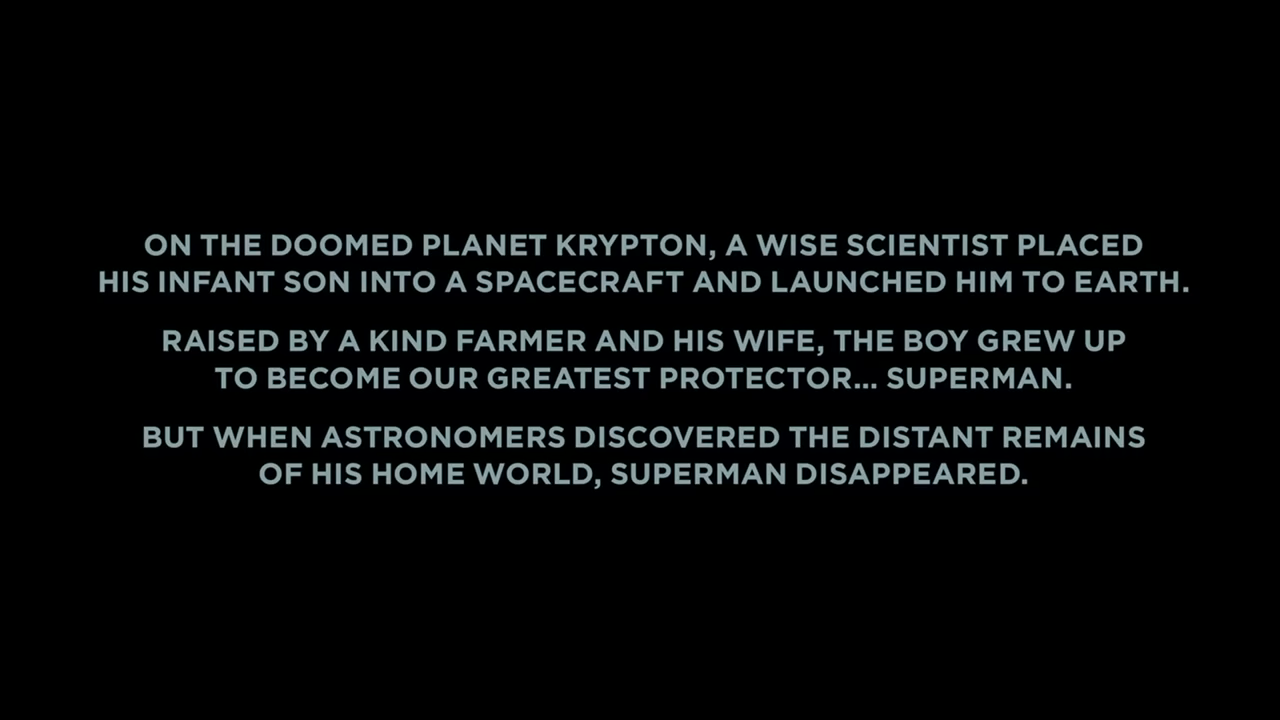 ON THE DOOMED PLANET KRYPTON, A WISE SCIENTIST PLACED
HIS INFANT SON INTO A SPACECRAFT AND LAUNCHED HIM TO EARTH.
RAISED BY A KIND FARMER AND HIS WIFE, THE BOY GREW UP
TO BECOME OUR GREATEST PROTECTOR... SUPERMAN.
BUT WHEN ASTRONOMERS DISCOVERED THE DISTANT REMAINS
OF HIS HOME WORLD, SUPERMAN DISAPPEARED.